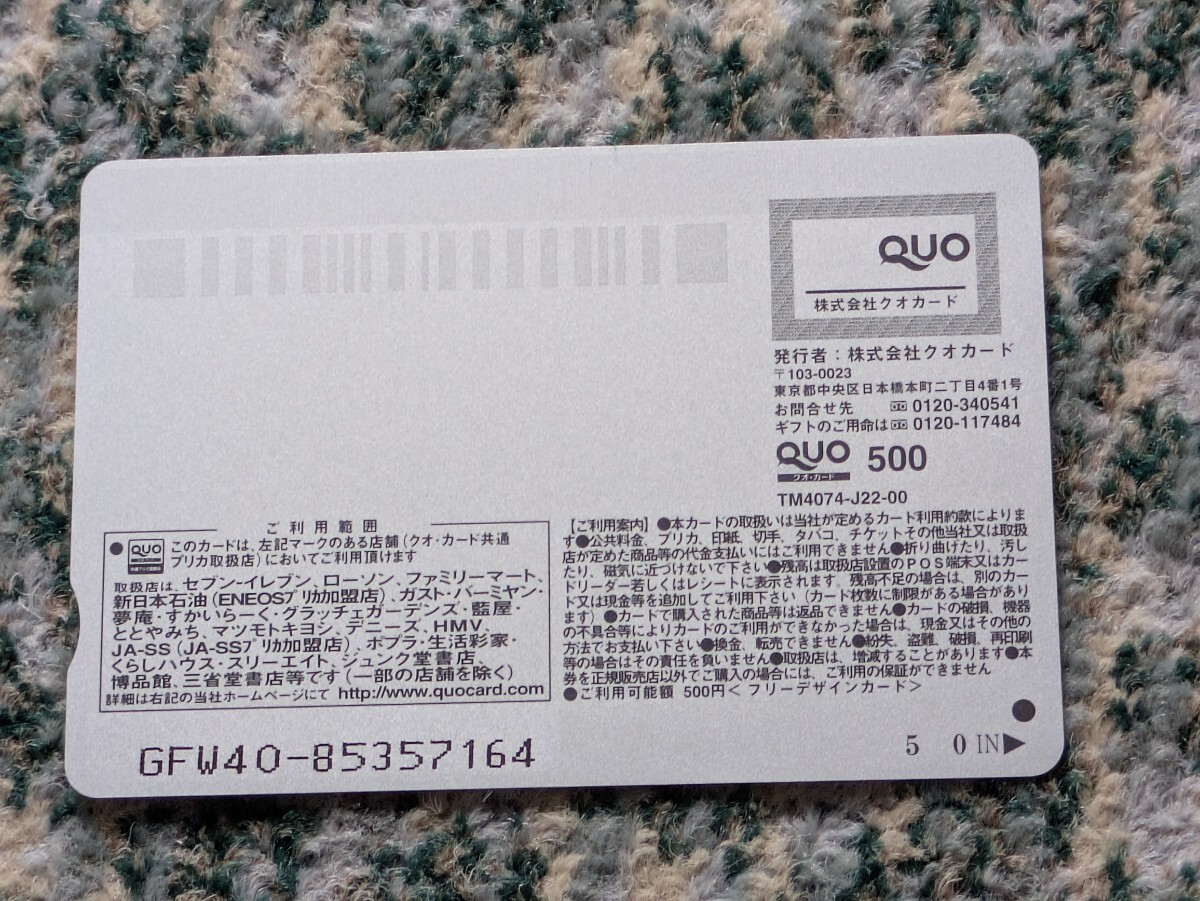 QUO
株式会社クオカード
発行者：株式会社クオカード
〒103-0023
東京都中央区日本橋本町二丁目4番1号
お問合せ先 0120-340541
ギフトのご用命は 0120-117484
QUO 500
クオ・カード
TM4074-J22-00
ご利用範囲
QUO
このカードは、左記マークのある店舗（クオ・カード共通
プリカ取扱店）においてご利用頂けます
取扱店は、セブン-イレブン、ローソン、ファミリーマート、
新日本石油（ENEOSプリカ加盟店）、ガスト・バーミヤン・
夢庵・すかいらーく・グラッチェガーデンズ・藍屋・
ととやみち、マツモトキヨシ、デニーズ、HMV、
JA-SS（JA-SSプリカ加盟店）、ポプラ・生活彩家・
くらしハウス・スリーエイト、ジュンク堂書店、
博品館、三省堂書店等です（一部の店舗を除く）
詳細は右記の当社ホームページにて http://www.quocard.com
【ご利用案内】●本カードの取扱いは当社が定めるカード利用約款によりま
す●公共料金、プリカ、印紙、切手、タバコ、チケットその他当社又は取扱
店が定めた商品等の代金支払いにはご利用できません●折り曲げたり、汚し
たり、磁気に近づけないで下さい●残高は取扱店設置のＰＯＳ端末又はカー
ドリーダー若しくはレシートに表示されます、残高不足の場合は、別のカー
ド又は現金等を追加してご利用下さい（カード枚数に制限がある場合があり
ます）●カードで購入された商品等は返品できません●カードの破損、機器
の不具合等によりカードのご利用ができなかった場合は、現金又はその他の
方法でお支払い下さい●換金、転売できません●紛失、盗難、破損、再印刷
等の場合はその責任を負いません●取扱店は、増減することがあります●本
券を正規販売店以外でご購入の場合には、ご利用の保証ができません
●ご利用可能額 500円＜フリーデザインカード＞
GFW40-85357164
5 0 IN▶